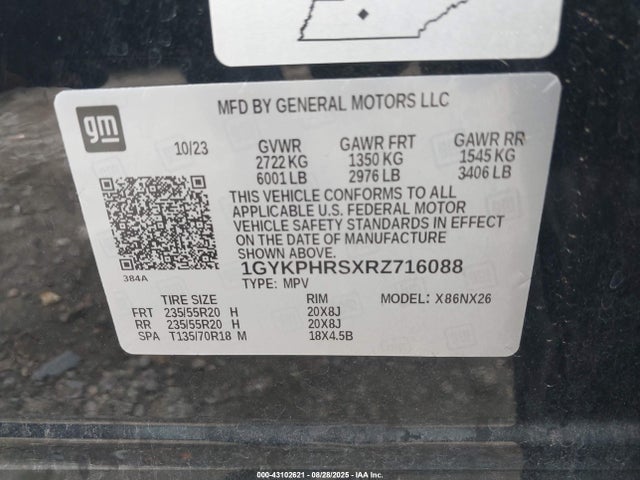 gm
MFD BY GENERAL MOTORS LLC
10/23 GVWR GAWR FRT GAWR RR
2722 KG 1350 KG 1545 KG
6001 LB 2976 LB 3406 LB
THIS VEHICLE CONFORMS TO ALL
APPLICABLE U.S. FEDERAL MOTOR
VEHICLE SAFETY STANDARDS IN EFFECT
ON THE DATE OF MANUFACTURE
SHOWN ABOVE.
384A
1GYKPHRSXRZ716088
TYPE: MPV
TIRE SIZE RIM MODEL: X86NX26
FRT 235/55R20 H 20X8J
RR 235/55R20 H 20X8J
SPA T135/70R18 M 18X4.5B
000-43102621 - 08/28/2025 - IAA Inc.